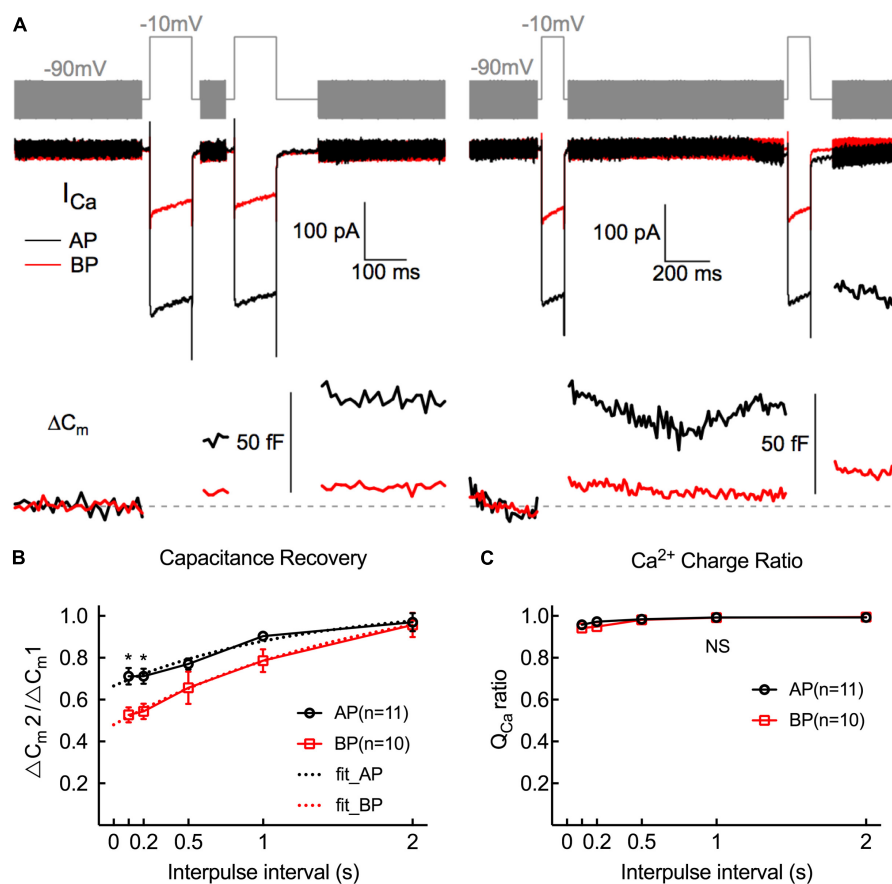 A
-10mV
-10mV
-90mV
-90mV
ICa
AP
BP
100 pA
100 ms
100 pA
200 ms
ΔCm
50 fF
50 fF
B
Capacitance Recovery
C
Ca2+ Charge Ratio
△Cm2/△Cm1
1.0
0.8
0.6
0.4
0.2
* *
AP(n=11)
BP(n=10)
fit_AP
fit_BP
0 0.2 0.5 1 2
Interpulse interval (s)
QCa ratio
1.0
0.8
0.6
0.4
0.2
NS
AP(n=11)
BP(n=10)
0 0.2 0.5 1 2
Interpulse interval (s)